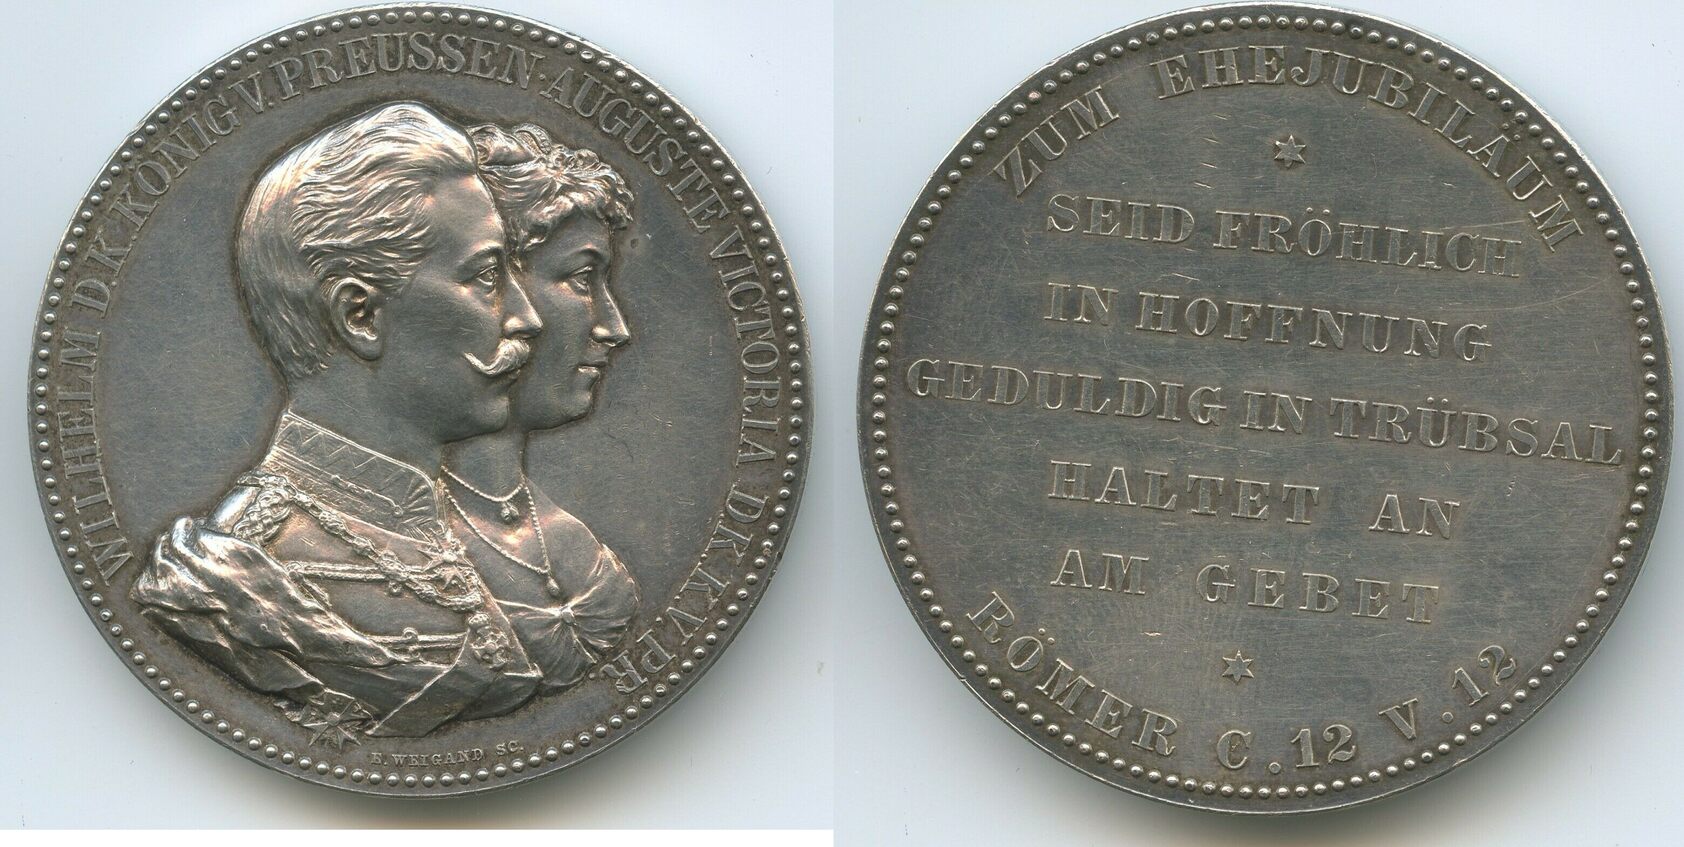 WILHELM D.K.KÖNIG V.PREUSSEN·AUGUSTE VICTORIA D.K.K.V.PR.
E.WEIGAND SC.
ZUM EHEJUBILÄUM
SEID FRÖHLICH
IN HOFFNUNG
GEDULDIG IN TRÜBSAL
HALTET AN
AM GEBET
RÖMER C.12 V.12